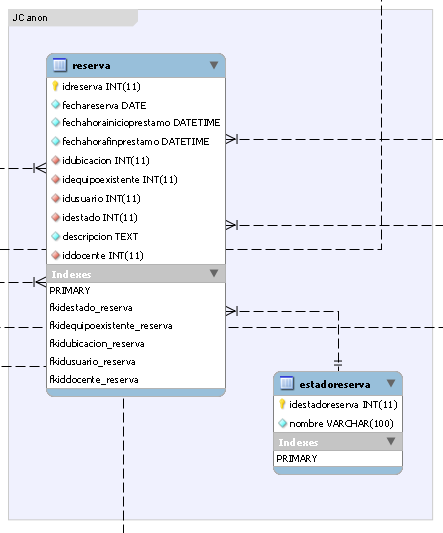 JCanon
reserva
idreserva INT(11)
fechareserva DATE
fechahorainicioprestamo DATETIME
fechahorafinprestamo DATETIME
idubicacion INT(11)
idequipoexistente INT(11)
idusuario INT(11)
idestado INT(11)
descripcion TEXT
iddocente INT(11)
Indexes
PRIMARY
fkidestado_reserva
fkidequipoexistente_reserva
fkidubicacion_reserva
fkidusuario_reserva
fkiddocente_reserva
estadoreserva
idestadoreserva INT(11)
nombre VARCHAR(100)
Indexes
PRIMARY